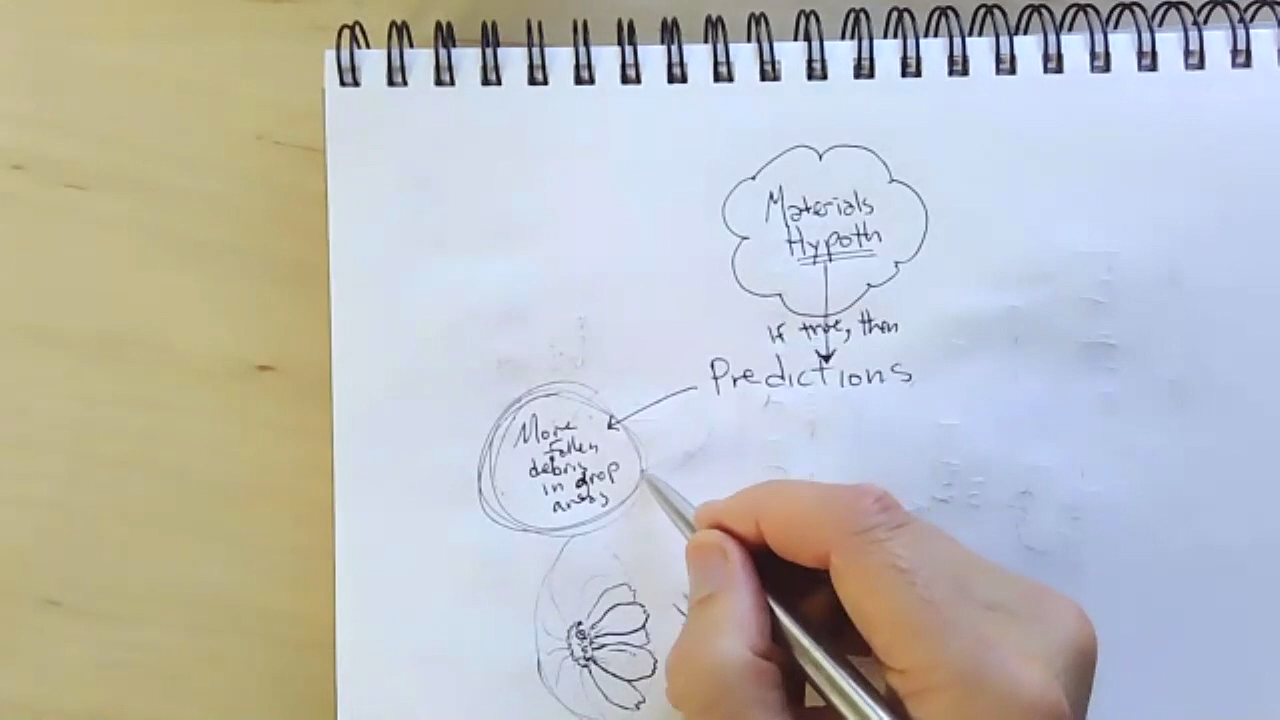 Materials
Hypoth
if true, then
Predictions
More
fallen
debris
in drop
areas